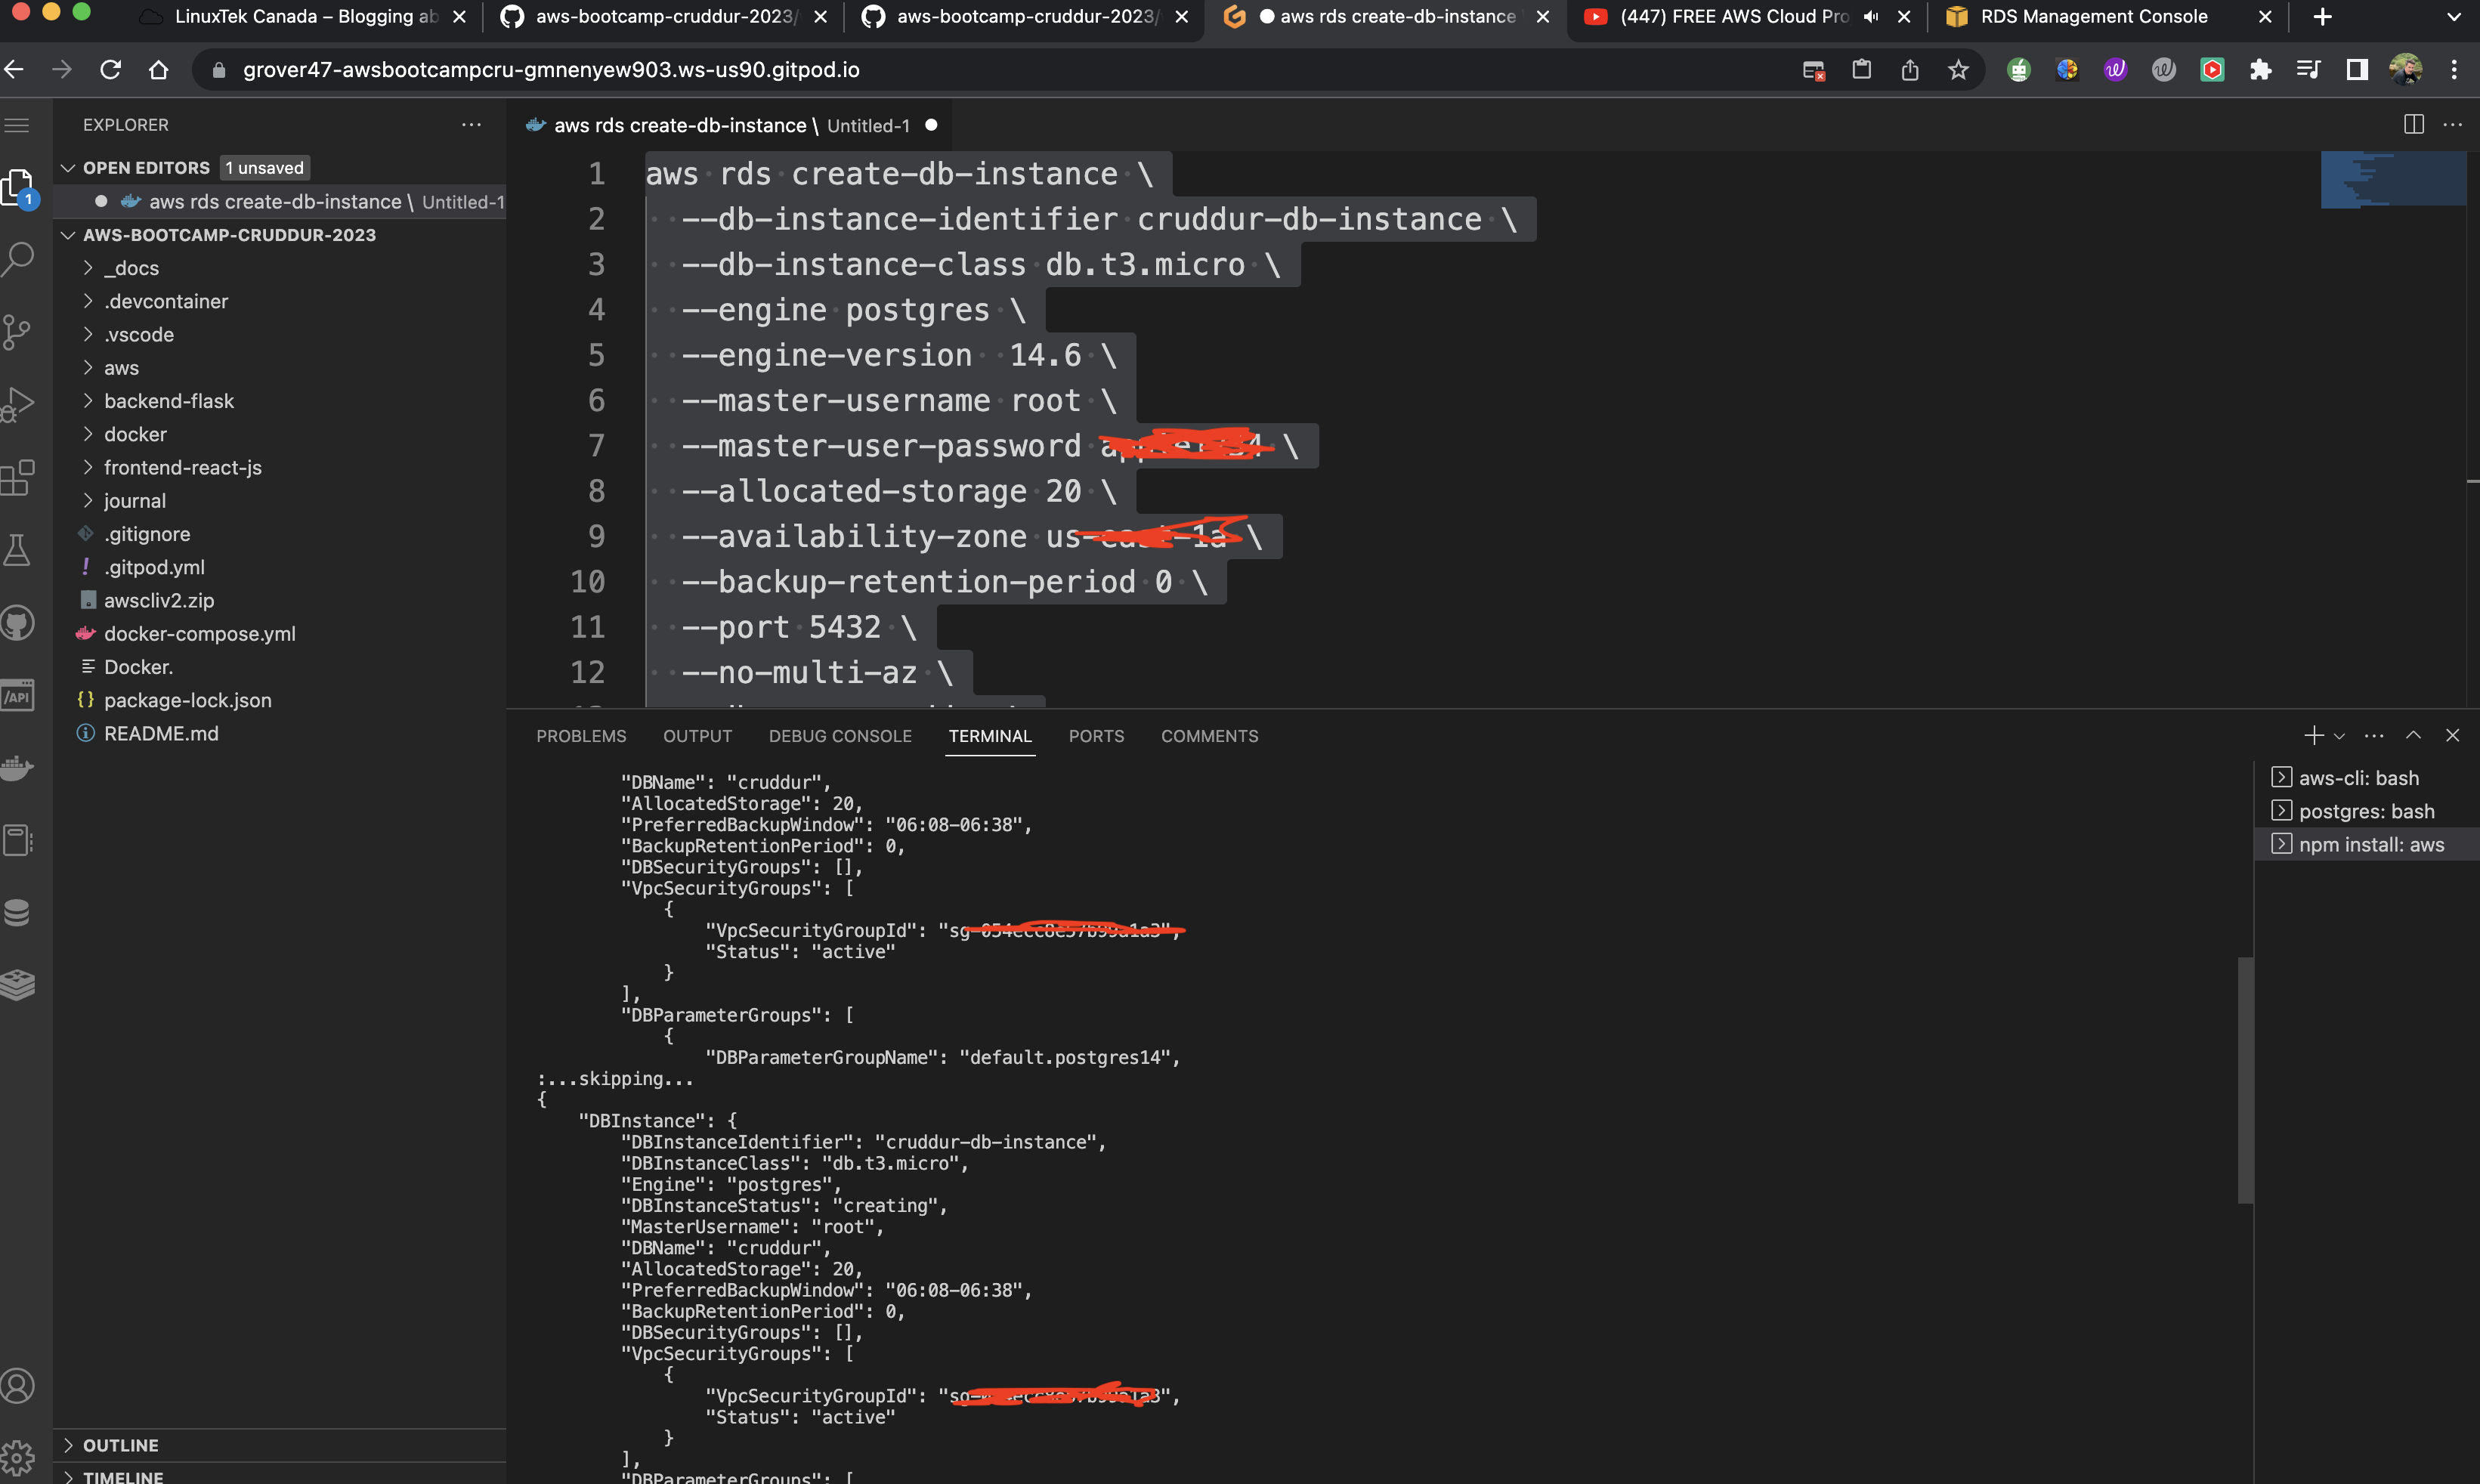 LinuxTek Canada – Blogging ab
aws-bootcamp-cruddur-2023/
aws-bootcamp-cruddur-2023/
aws rds create-db-instance
(447) FREE AWS Cloud Pro
RDS Management Console
grover47-awsbootcampcru-gmnenyew903.ws-us90.gitpod.io
EXPLORER
OPEN EDITORS 1 unsaved
aws rds create-db-instance \ Untitled-1
AWS-BOOTCAMP-CRUDDUR-2023
_docs
.devcontainer
.vscode
aws
backend-flask
docker
frontend-react-js
journal
.gitignore
.gitpod.yml
awscliv2.zip
docker-compose.yml
Docker.
package-lock.json
README.md
OUTLINE
TIMELINE
1
/API
aws rds create-db-instance \ Untitled-1
1 aws rds create-db-instance \
2 --db-instance-identifier cruddur-db-instance \
3 --db-instance-class db.t3.micro \
4 --engine postgres \
5 --engine-version 14.6 \
6 --master-username root \
7 --master-user-password \
8 --allocated-storage 20 \
9 --availability-zone \
10 --backup-retention-period 0 \
11 --port 5432 \
12 --no-multi-az \
PROBLEMS OUTPUT DEBUG CONSOLE TERMINAL PORTS COMMENTS
"DBName": "cruddur",
"AllocatedStorage": 20,
"PreferredBackupWindow": "06:08-06:38",
"BackupRetentionPeriod": 0,
"DBSecurityGroups": [],
"VpcSecurityGroups": [
{
"VpcSecurityGroupId":
"Status": "active"
}
],
"DBParameterGroups": [
{
"DBParameterGroupName": "default.postgres14",
:...skipping...
{
"DBInstance": {
"DBInstanceIdentifier": "cruddur-db-instance",
"DBInstanceClass": "db.t3.micro",
"Engine": "postgres",
"DBInstanceStatus": "creating",
"MasterUsername": "root",
"DBName": "cruddur",
"AllocatedStorage": 20,
"PreferredBackupWindow": "06:08-06:38",
"BackupRetentionPeriod": 0,
"DBSecurityGroups": [],
"VpcSecurityGroups": [
{
"VpcSecurityGroupId":
"Status": "active"
}
],
"DBParameterGroups": [
aws-cli: bash
postgres: bash
npm install: aws